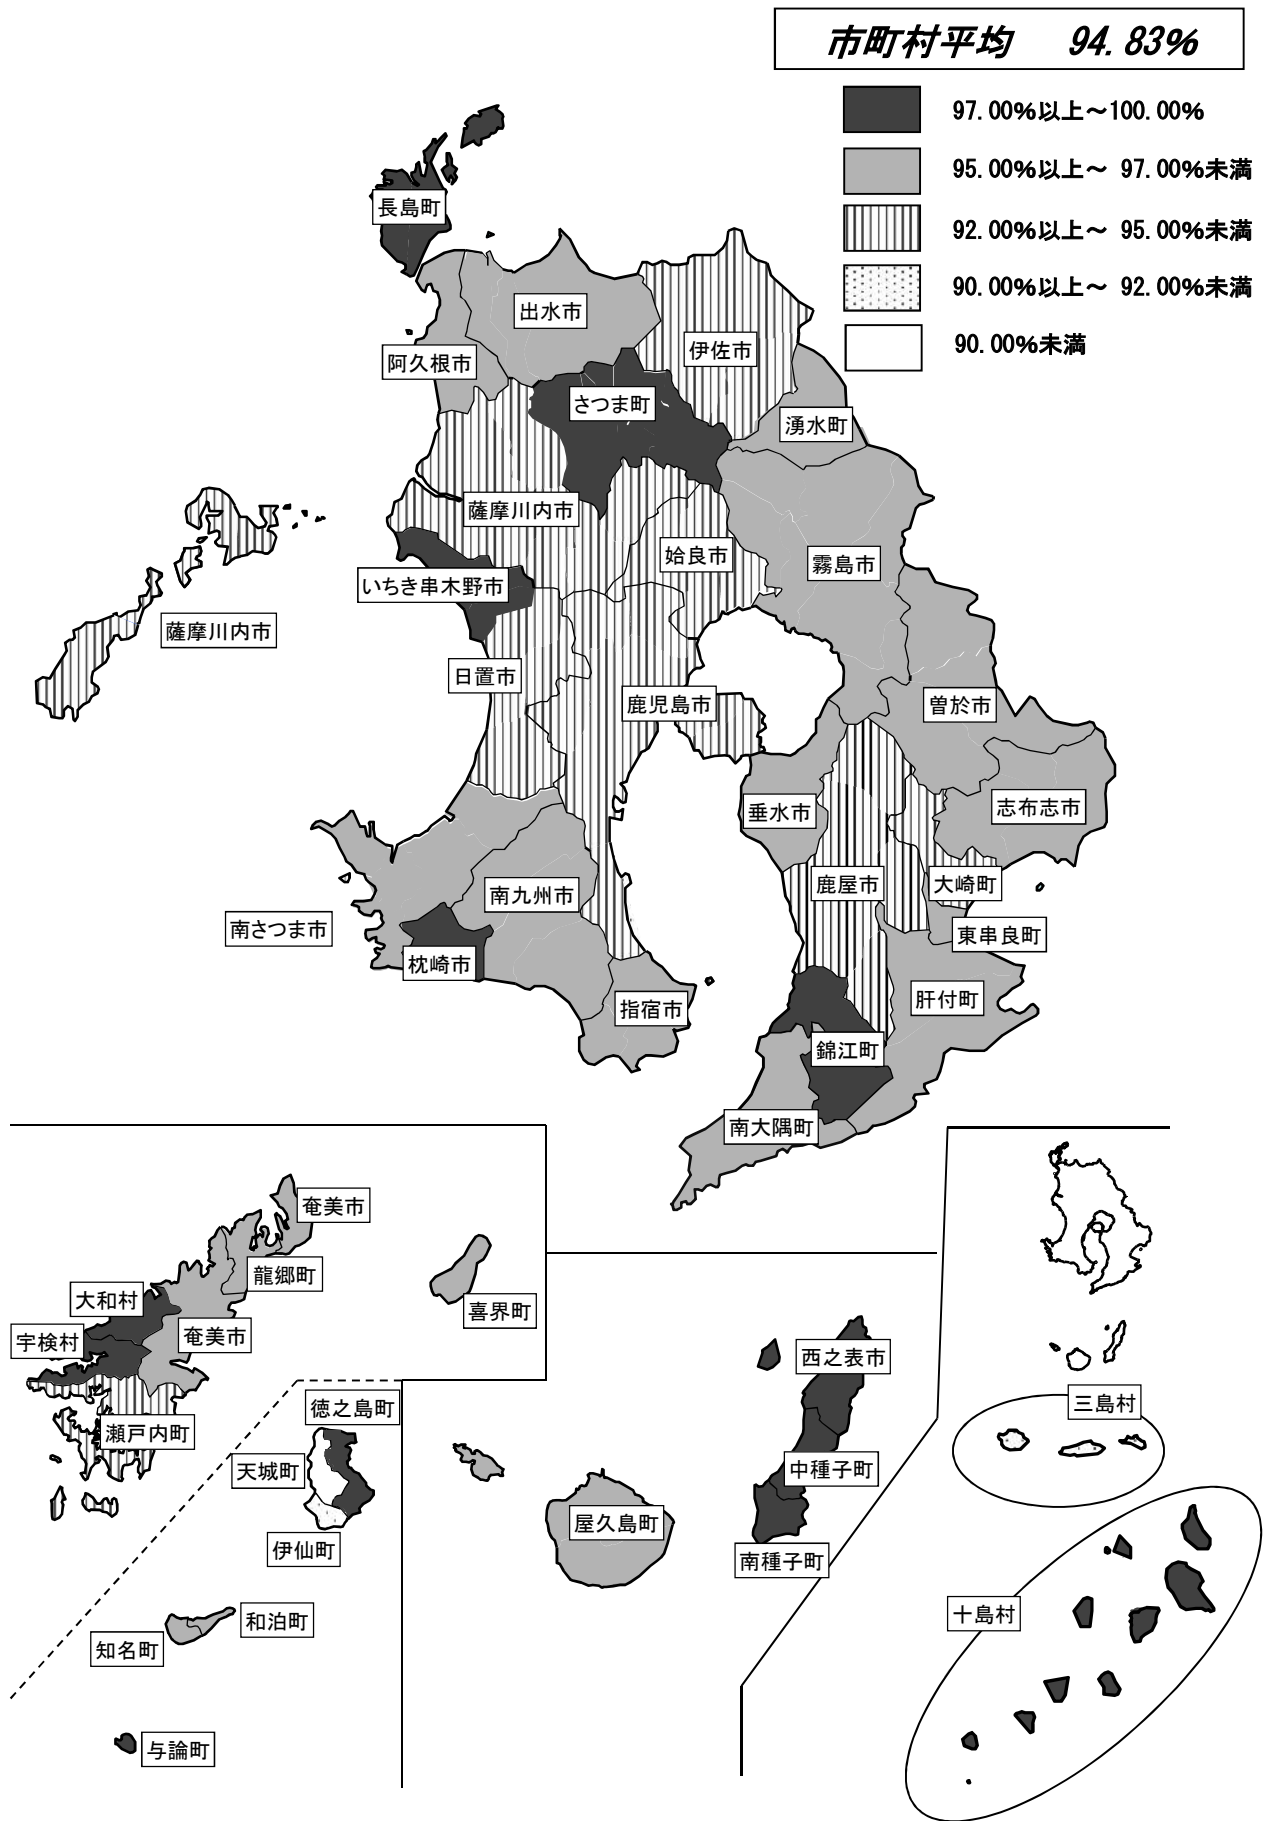 市町村平均 94.83%
97.00%以上～100.00%
95.00%以上～ 97.00%未満
92.00%以上～ 95.00%未満
90.00%以上～ 92.00%未満
90.00%未満
長島町
出水市
阿久根市
伊佐市
さつま町
湧水町
薩摩川内市
姶良市
霧島市
いちき串木野市
薩摩川内市
日置市
鹿児島市
曽於市
垂水市
志布志市
南九州市
鹿屋市
大崎町
南さつま市
東串良町
枕崎市
指宿市
肝付町
錦江町
南大隅町
奄美市
龍郷町
大和村
喜界町
宇検村
奄美市
西之表市
瀬戸内町
徳之島町
三島村
天城町
中種子町
屋久島町
伊仙町
南種子町
和泊町
知名町
十島村
与論町